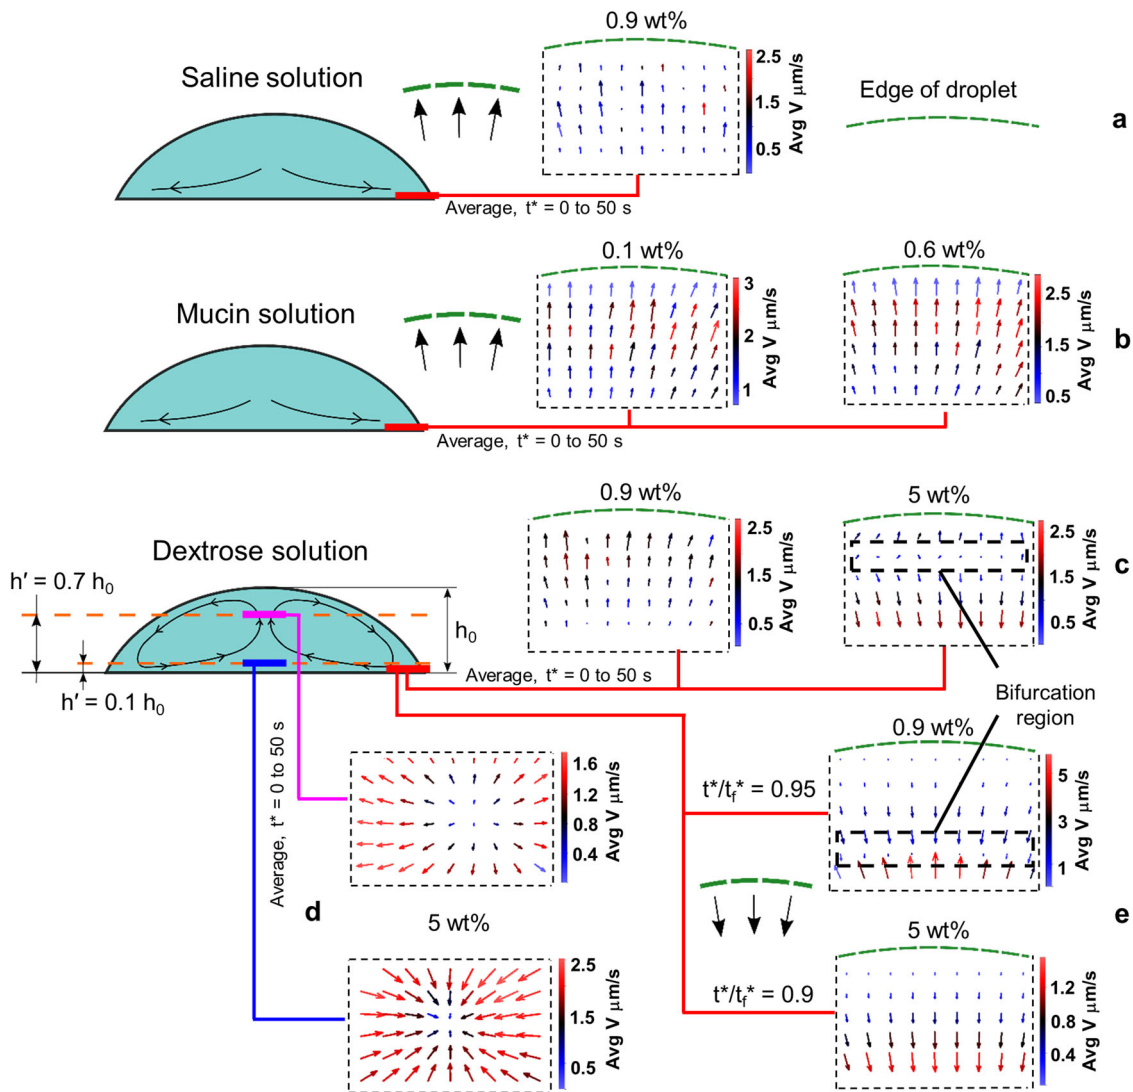 0.9 wt%
Saline solution
2.5
1.5
0.5
Avg V μm/s
Edge of droplet
a
Average, t* = 0 to 50 s
0.1 wt%
0.6 wt%
Mucin solution
3
2
1
Avg V μm/s
2.5
1.5
0.5
Avg V μm/s
b
Average, t* = 0 to 50 s
0.9 wt%
5 wt%
Dextrose solution
2.5
1.5
0.5
Avg V μm/s
2.5
1.5
0.5
Avg V μm/s
c
h′ = 0.7 h₀
h₀
h′ = 0.1 h₀
Average, t* = 0 to 50 s
Bifurcation
region
0.9 wt%
Average, t* = 0 to 50 s
1.6
1.2
0.8
0.4
Avg V μm/s
t*/t_f* = 0.95
5
3
1
Avg V μm/s
d
5 wt%
e
5 wt%
2.5
1.5
0.5
Avg V μm/s
t*/t_f* = 0.9
1.2
0.8
0.4
Avg V μm/s